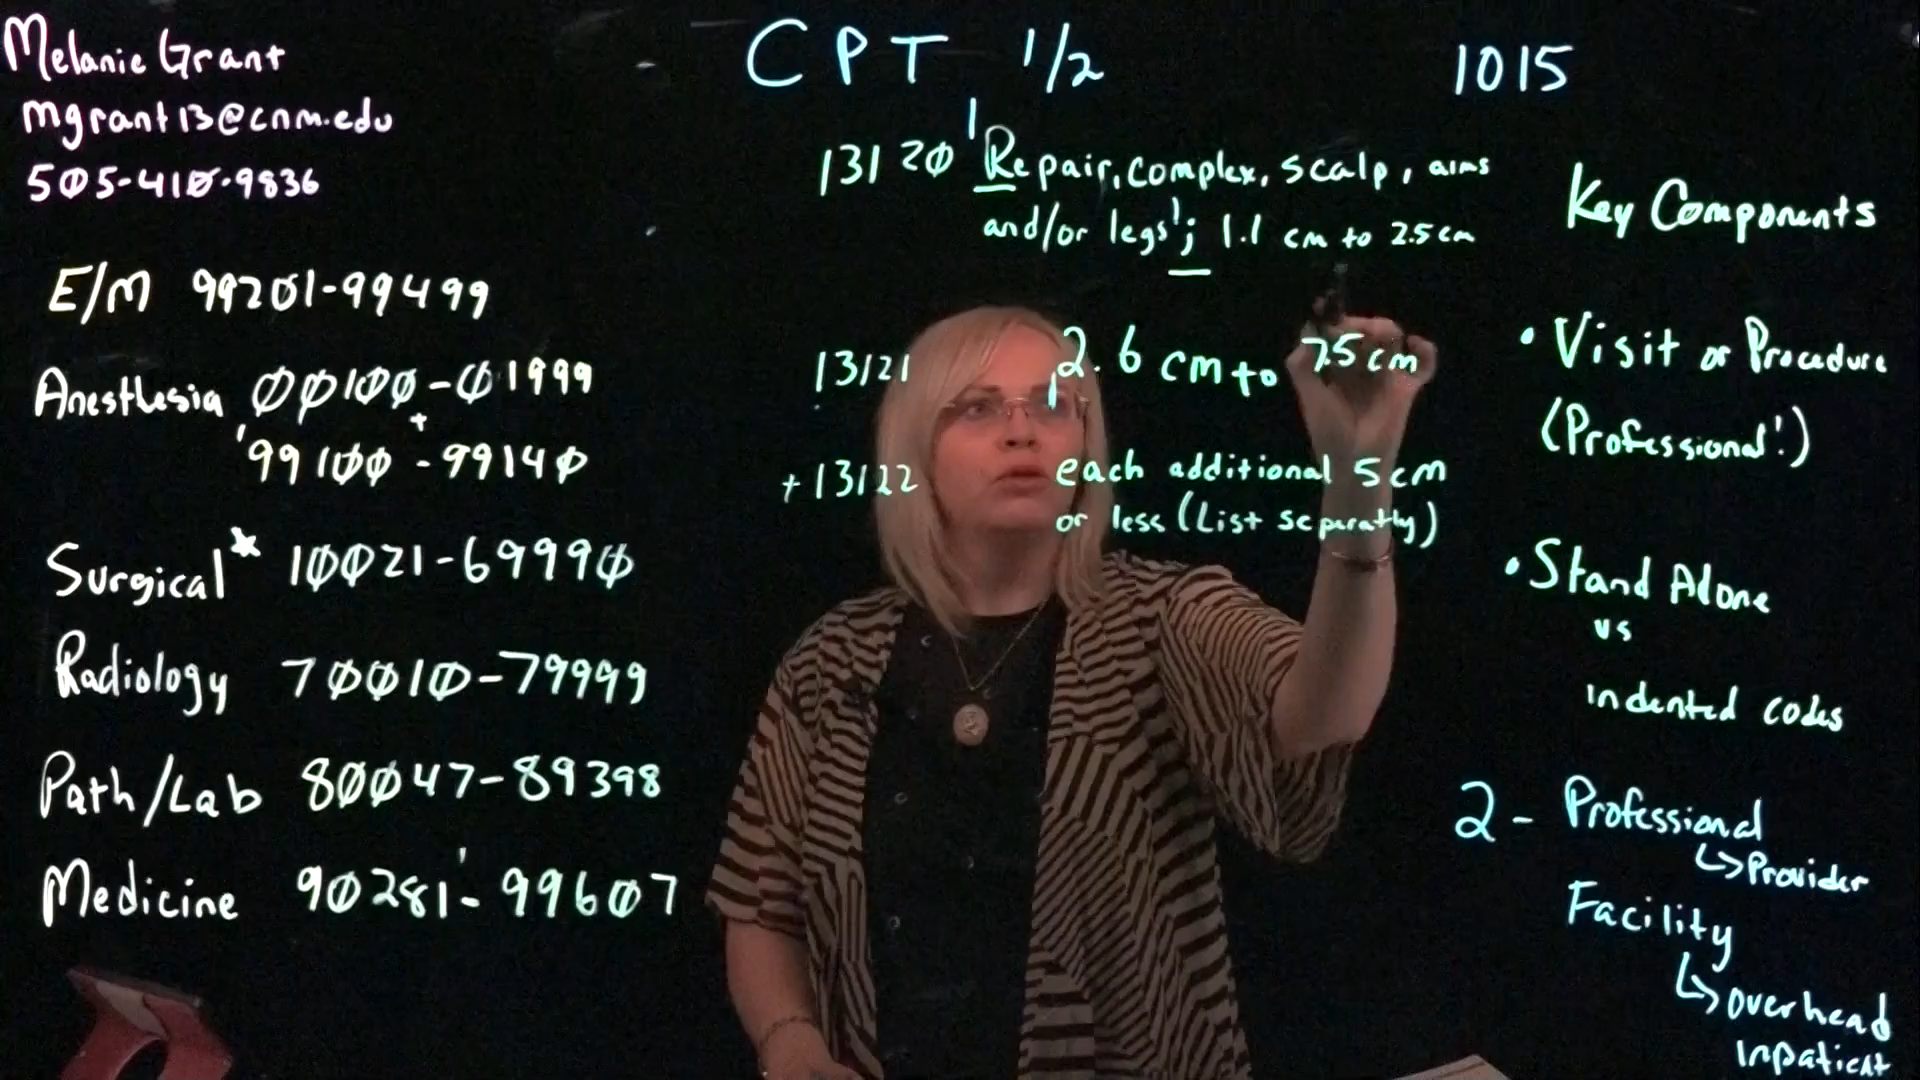 Melanie Grant
mgrant13@cnm.edu
505-410-9836
E/M 99201-99499
Anesthesia 00100-01999
+
99100-99140
Surgical* 10021-69990
Radiology 70010-79999
Path/Lab 80047-89398
Medicine 90281-99607
CPT 1/2
13120 Repair, complex, scalp, arms
and/or legs; 1.1 cm to 2.5 cm
13121 2.6 cm to 7.5 cm
+13122 each additional 5 cm
or less (List seperatly)
1015
Key Components
• Visit or Procedure
(Professional!)
• Stand Alone
vs
indented codes
2 - Professional
↳ Provider
Facility
↳ overhead
inpatient